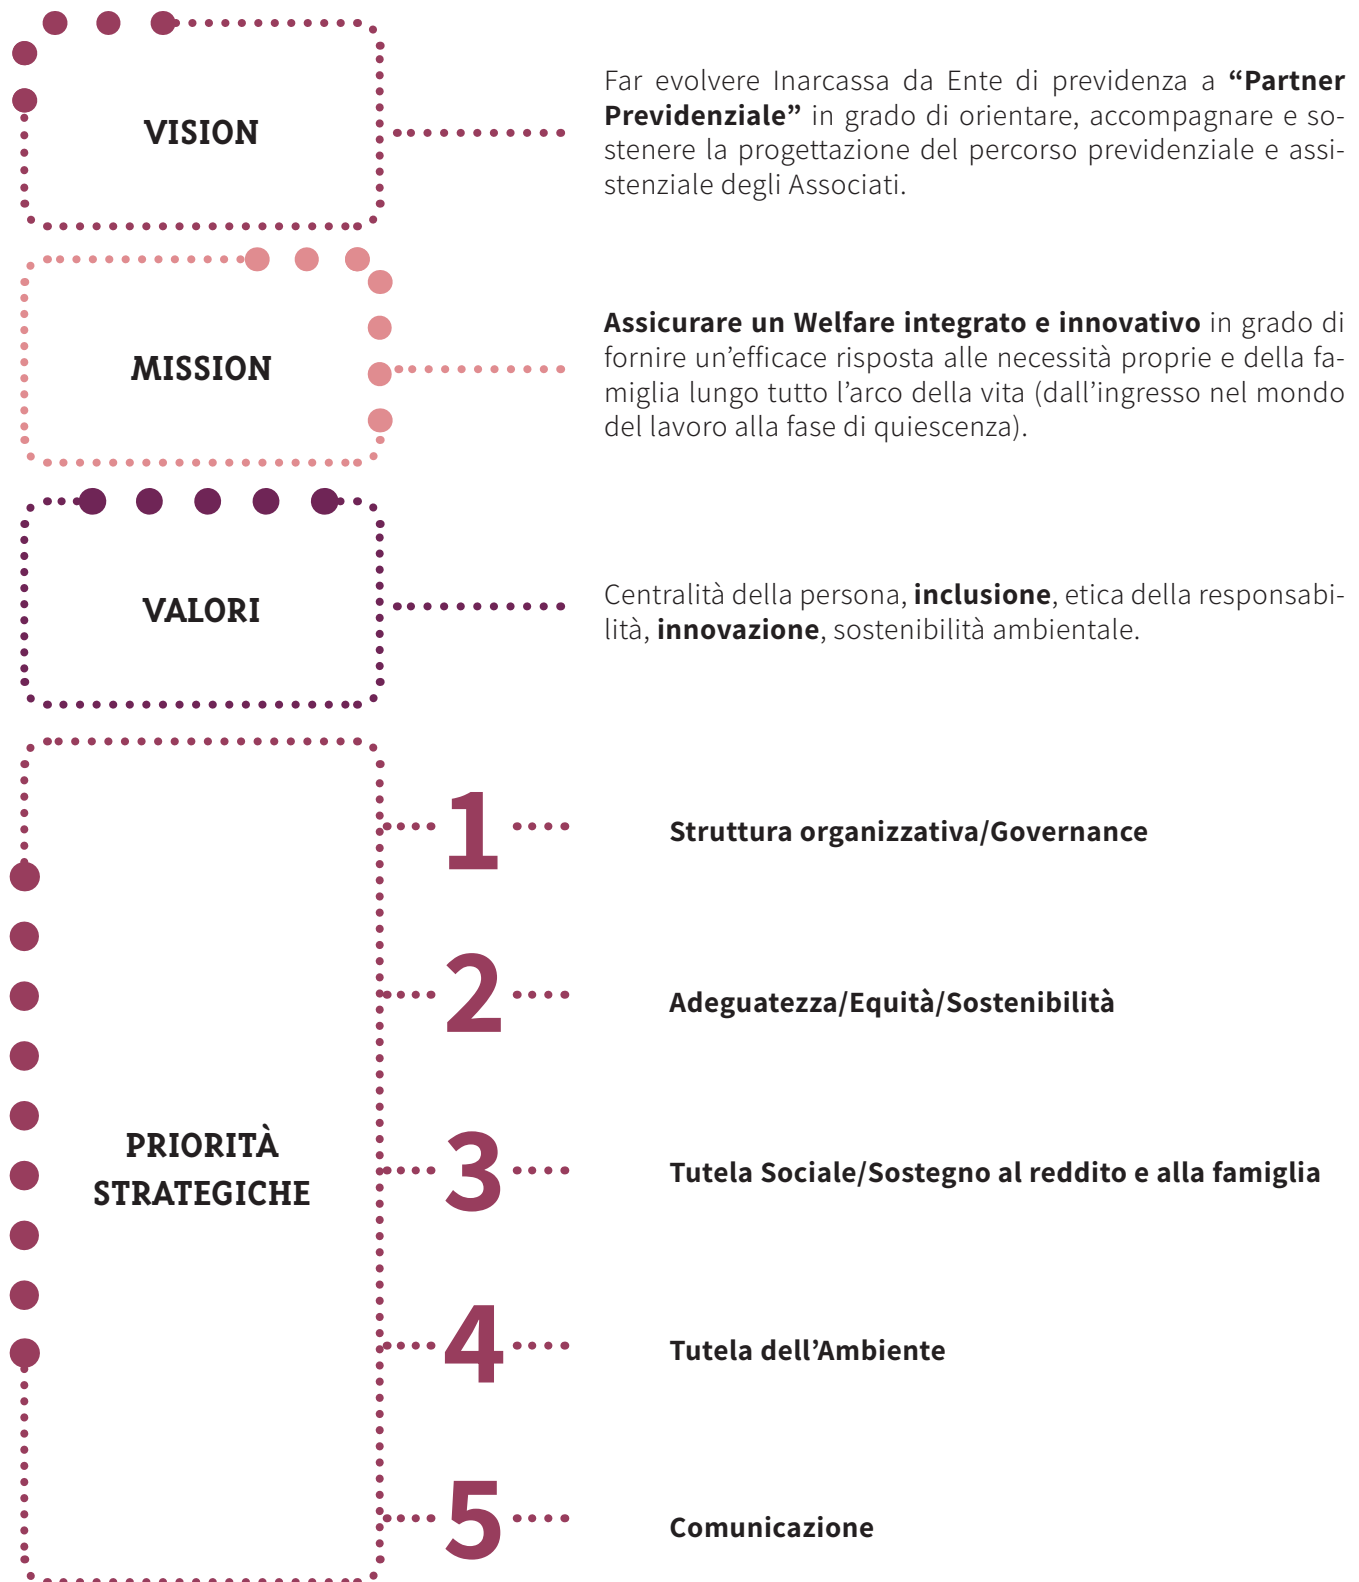 VISION
Far evolvere Inarcassa da Ente di previdenza a “Partner
Previdenziale” in grado di orientare, accompagnare e so-
stenere la progettazione del percorso previdenziale e assi-
stenziale degli Associati.
MISSION
Assicurare un Welfare integrato e innovativo in grado di
fornire un’efficace risposta alle necessità proprie e della fa-
miglia lungo tutto l’arco della vita (dall’ingresso nel mondo
del lavoro alla fase di quiescenza).
VALORI
Centralità della persona, inclusione, etica della responsabi-
lità, innovazione, sostenibilità ambientale.
PRIORITÀ
STRATEGICHE
1 Struttura organizzativa/Governance
2 Adeguatezza/Equità/Sostenibilità
3 Tutela Sociale/Sostegno al reddito e alla famiglia
4 Tutela dell’Ambiente
5 Comunicazione